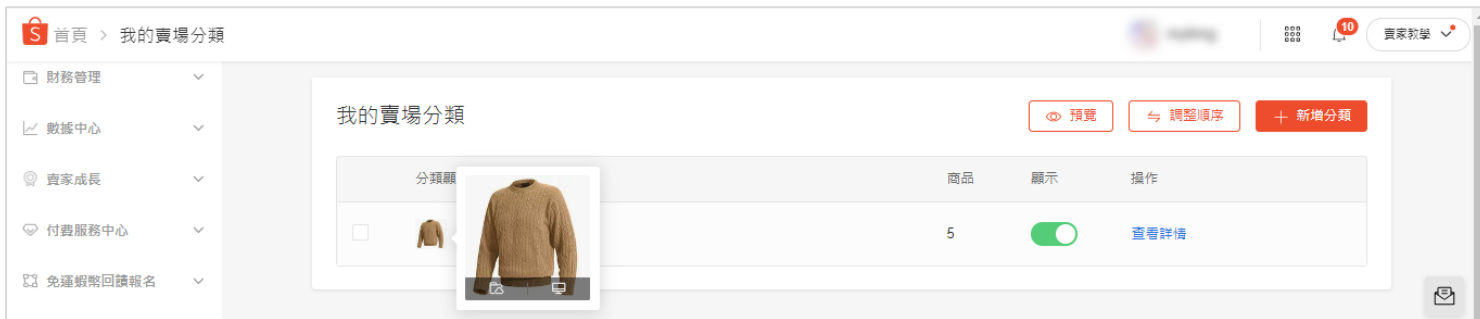 S 首頁 > 我的賣場分類
10
賣家教學
財務管理
數據中心
賣家成長
付費服務中心
免運蝦幣回饋報名
我的賣場分類
預覽
調整順序
＋ 新增分類
分類顯
商品
顯示
操作
5
查看詳情